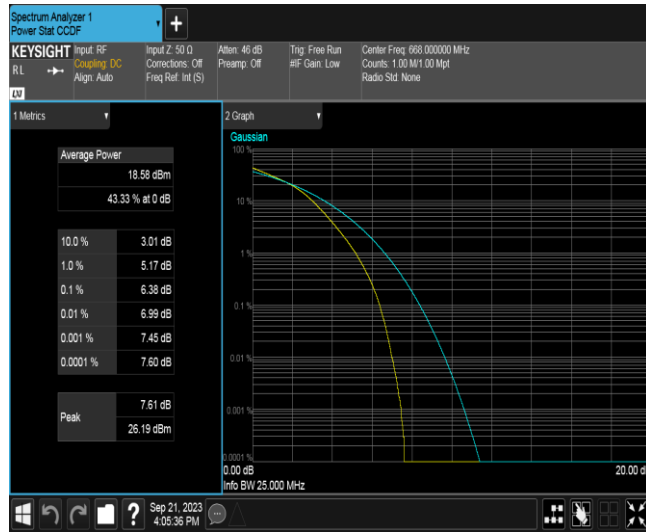 Spectrum Analyzer 1
Power Stat CCDF
+
KEYSIGHT
RL
LXI
Input: RF
Coupling: DC
Align: Auto
Input Z: 50 Ω
Corrections: Off
Freq Ref: Int (S)
Atten: 46 dB
Preamp: Off
Trig: Free Run
#IF Gain: Low
Center Freq: 668.000000 MHz
Counts: 1.00 M/1.00 Mpt
Radio Std: None
1 Metrics
Average Power
18.58 dBm
43.33 % at 0 dB
10.0 % 3.01 dB
1.0 % 5.17 dB
0.1 % 6.38 dB
0.01 % 6.99 dB
0.001 % 7.45 dB
0.0001 % 7.60 dB
Peak
7.61 dB
26.19 dBm
2 Graph
Gaussian
100 %
10 %
1 %
0.1 %
0.01 %
0.001 %
0.0001 %
0.00 dB
20.00 d
Info BW 25.000 MHz
?
Sep 21, 2023
4:05:36 PM